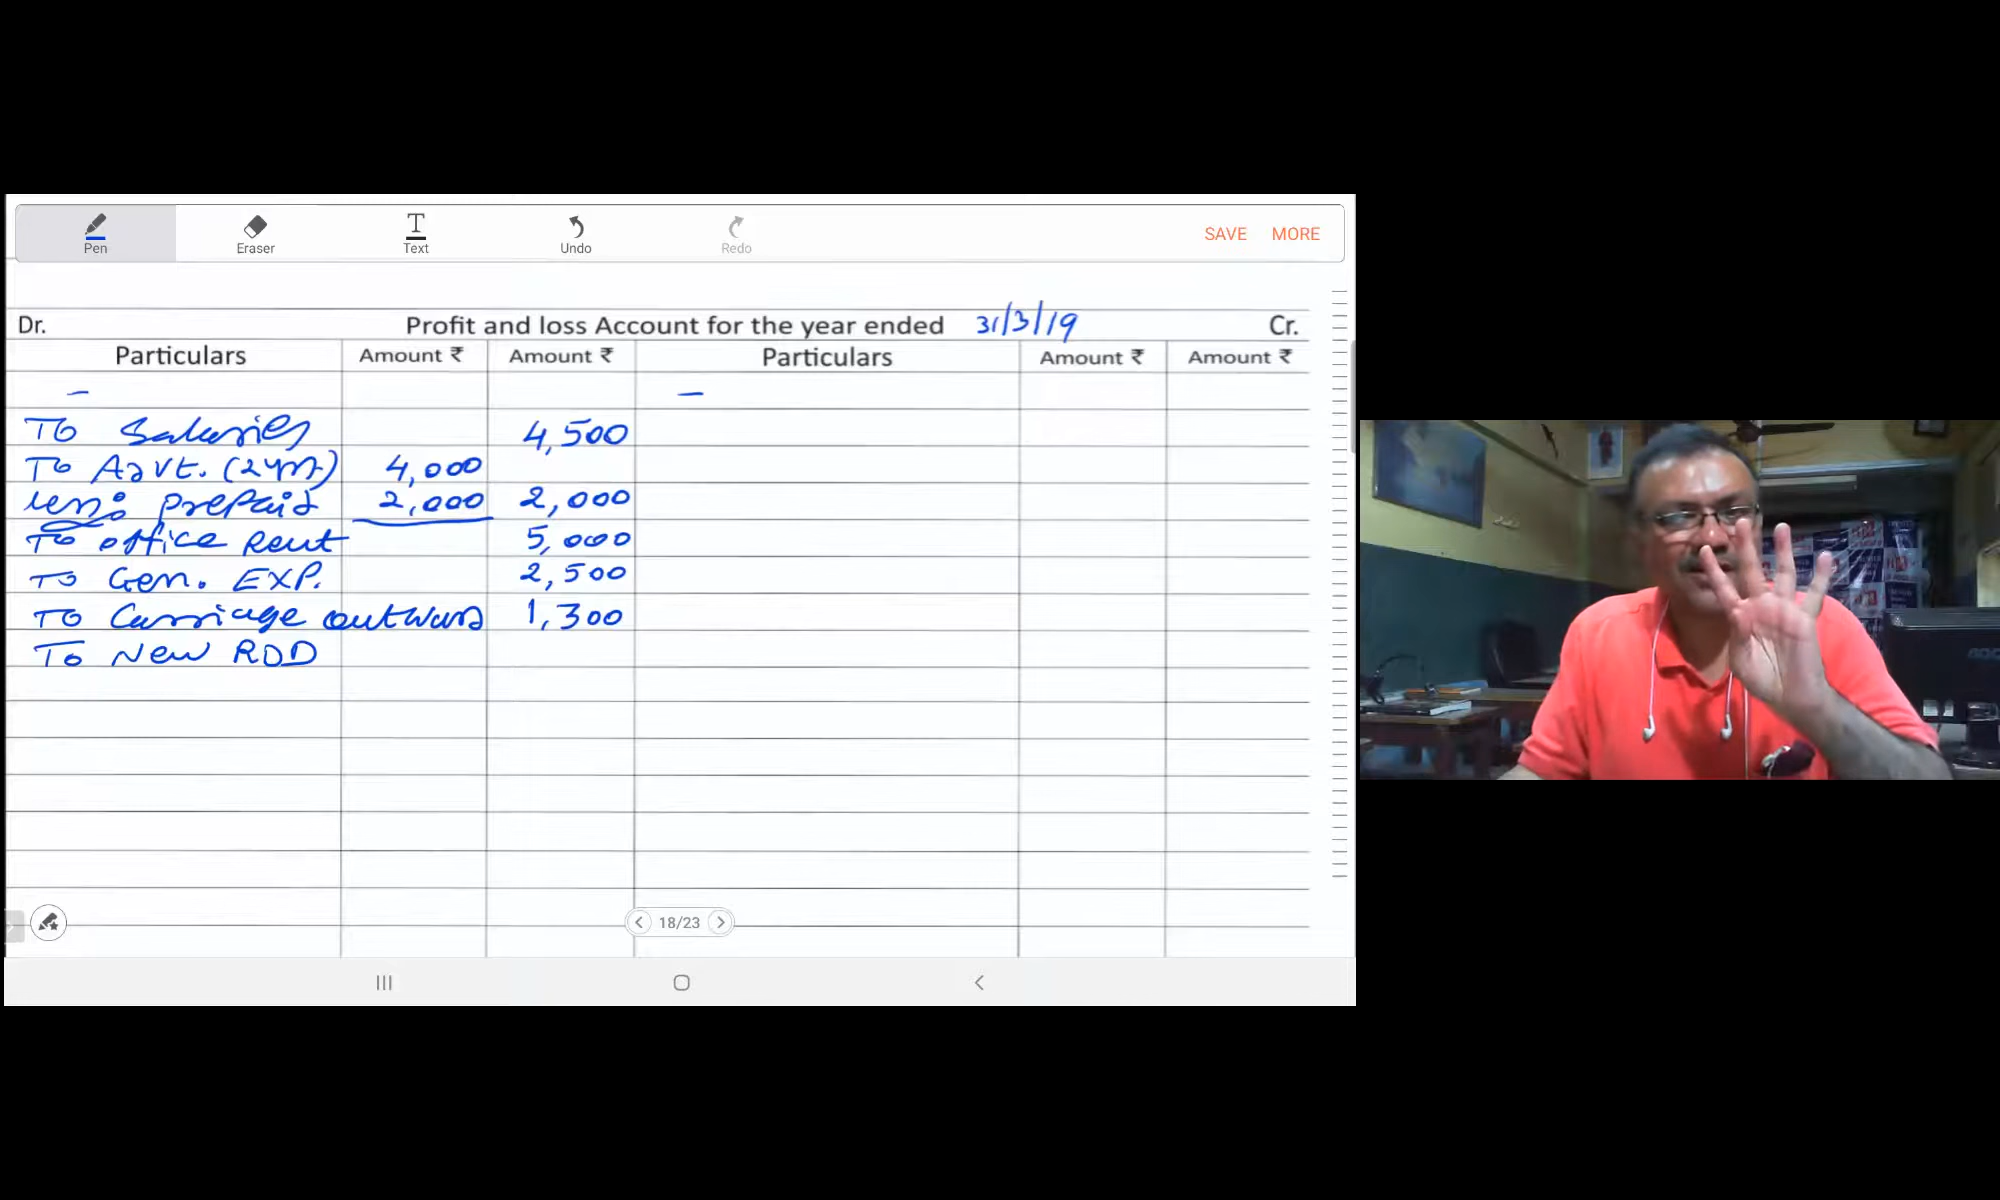 Pen Eraser Text Undo Redo SAVE MORE
Dr. Profit and loss Account for the year ended 31/3/19 Cr.
Particulars Amount ₹ Amount ₹ Particulars Amount ₹ Amount ₹
— —
To Salaries 4,500
To Advt. (2 yrs.) 4,000
less: prepaid 2,000 2,000
To office Rent 5,000
To Gen. EXP. 2,500
To Carriage outward 1,300
To New RDD
18/23